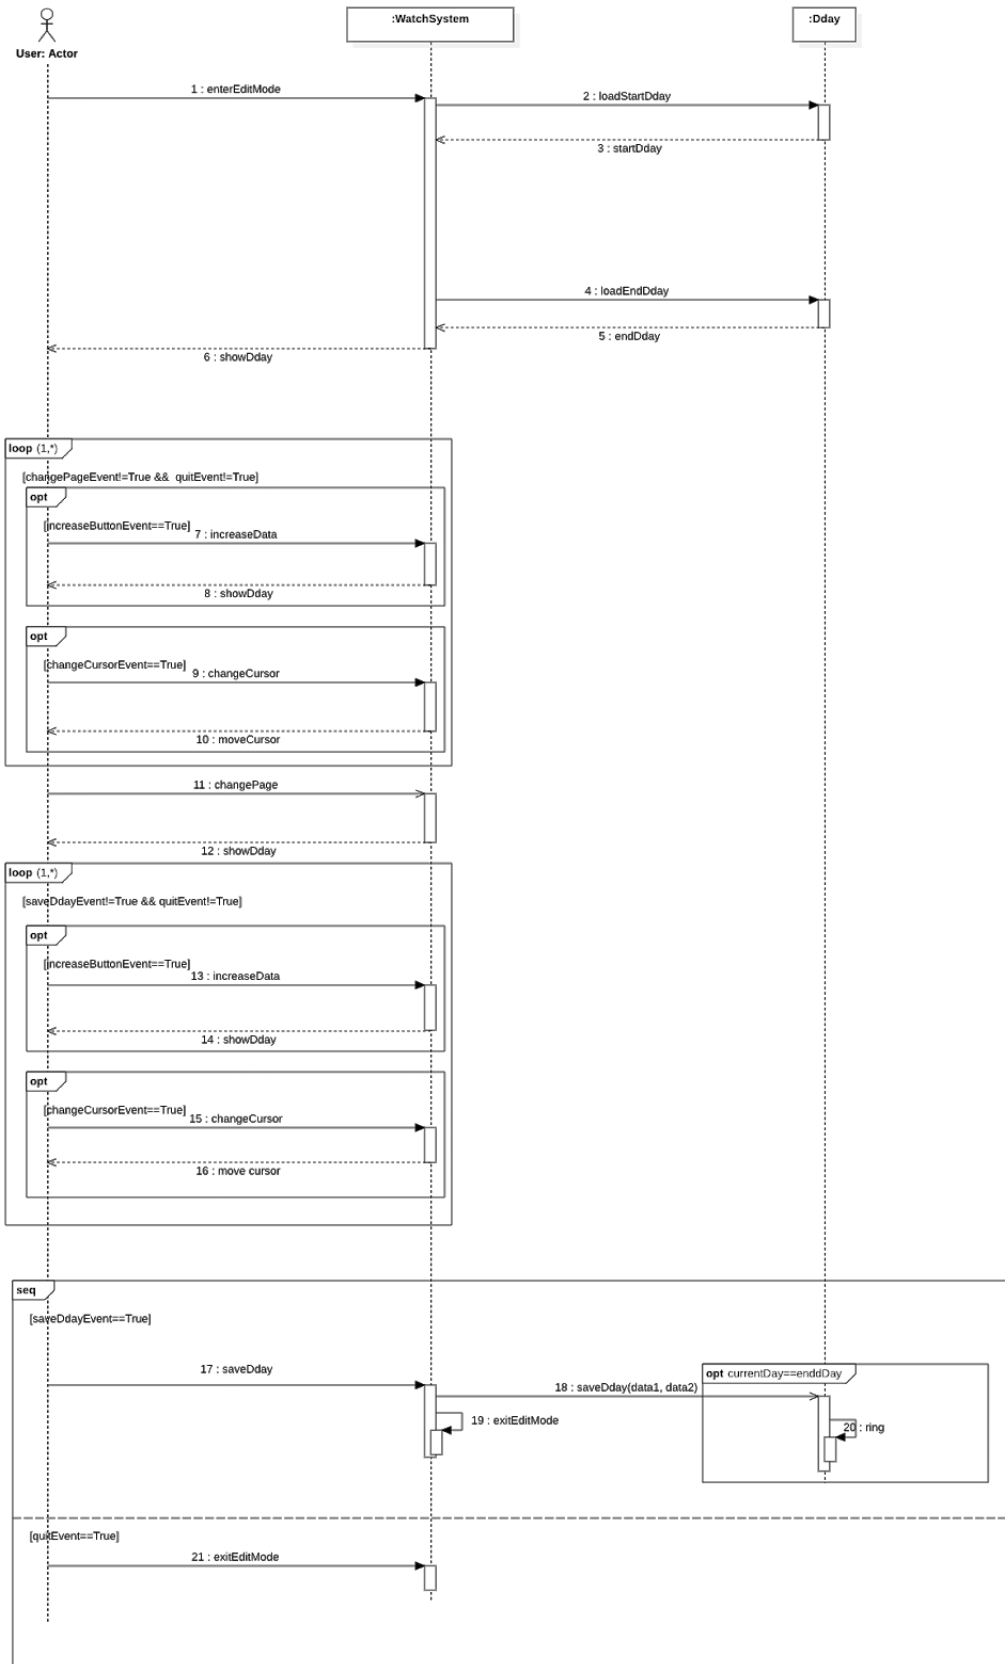 :WatchSystem
:Dday
User: Actor
1 : enterEditMode
2 : loadStartDday
3 : startDday
4 : loadEndDday
5 : endDday
6 : showDday
loop (1,*)
[changePageEvent!=True && quitEvent!=True]
opt
[increaseButtonEvent==True]
7 : increaseData
8 : showDday
opt
[changeCursorEvent==True]
9 : changeCursor
10 : moveCursor
11 : changePage
12 : showDday
loop (1,*)
[saveDdayEvent!=True && quitEvent!=True]
opt
[increaseButtonEvent==True]
13 : increaseData
14 : showDday
opt
[changeCursorEvent==True]
15 : changeCursor
16 : move cursor
seq
[saveDdayEvent==True]
17 : saveDday
opt currentDay==enddDay
18 : saveDday(data1, data2)
19 : exitEditMode
20 : ring
[quitEvent==True]
21 : exitEditMode